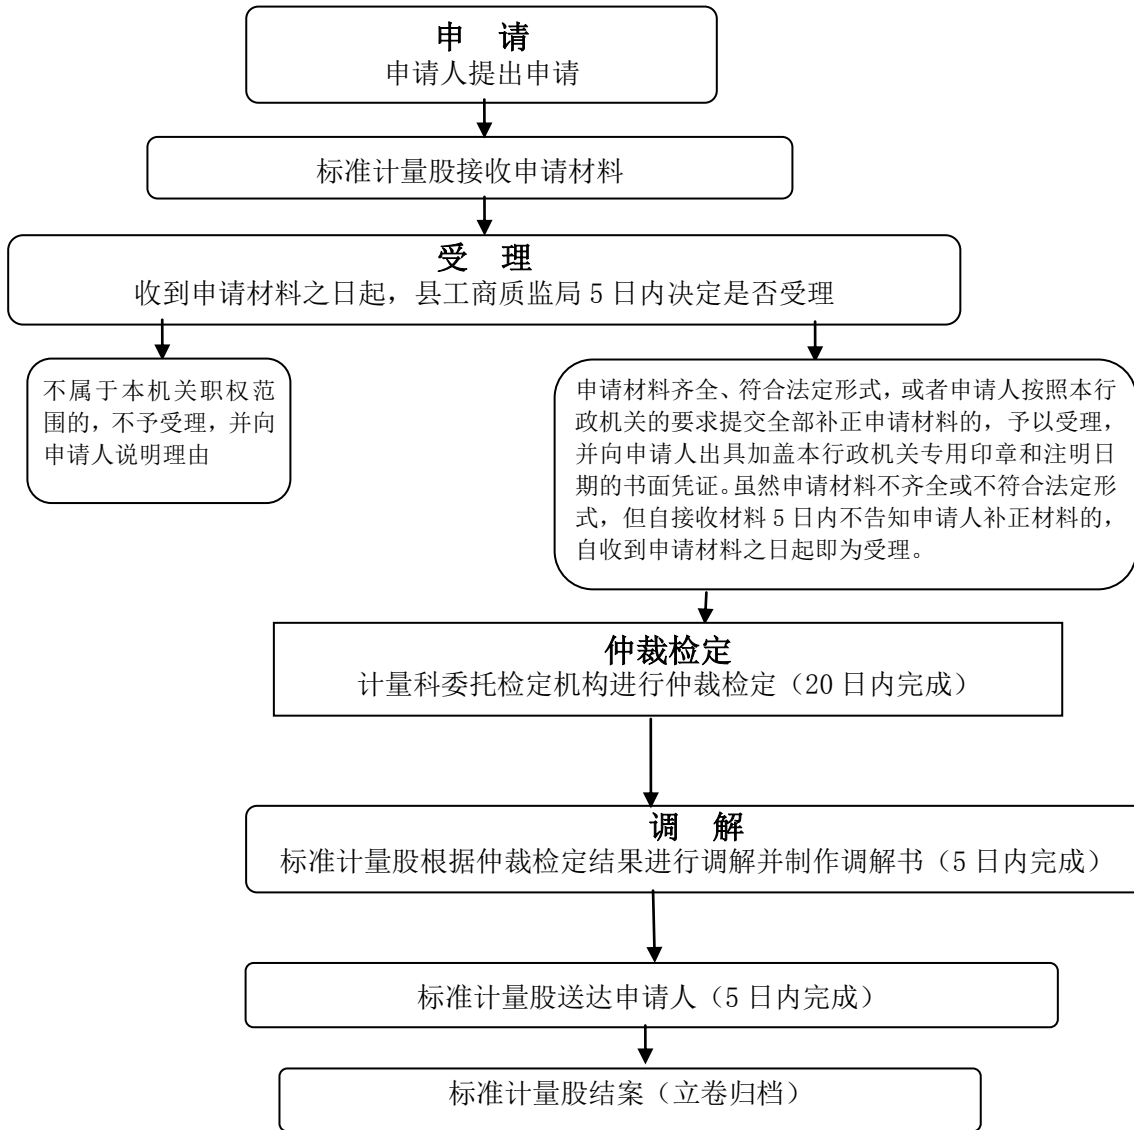 申 请
申请人提出申请
标准计量股接收申请材料
受 理
收到申请材料之日起，县工商质监局 5 日内决定是否受理
不属于本机关职权范
围的，不予受理，并向
申请人说明理由
申请材料齐全、符合法定形式，或者申请人按照本行
政机关的要求提交全部补正申请材料的，予以受理，
并向申请人出具加盖本行政机关专用印章和注明日
期的书面凭证。虽然申请材料不齐全或不符合法定形
式，但自接收材料 5 日内不告知申请人补正材料的，
自收到申请材料之日起即为受理。
仲裁检定
计量科委托检定机构进行仲裁检定（20 日内完成）
调 解
标准计量股根据仲裁检定结果进行调解并制作调解书（5 日内完成）
标准计量股送达申请人（5 日内完成）
标准计量股结案（立卷归档）